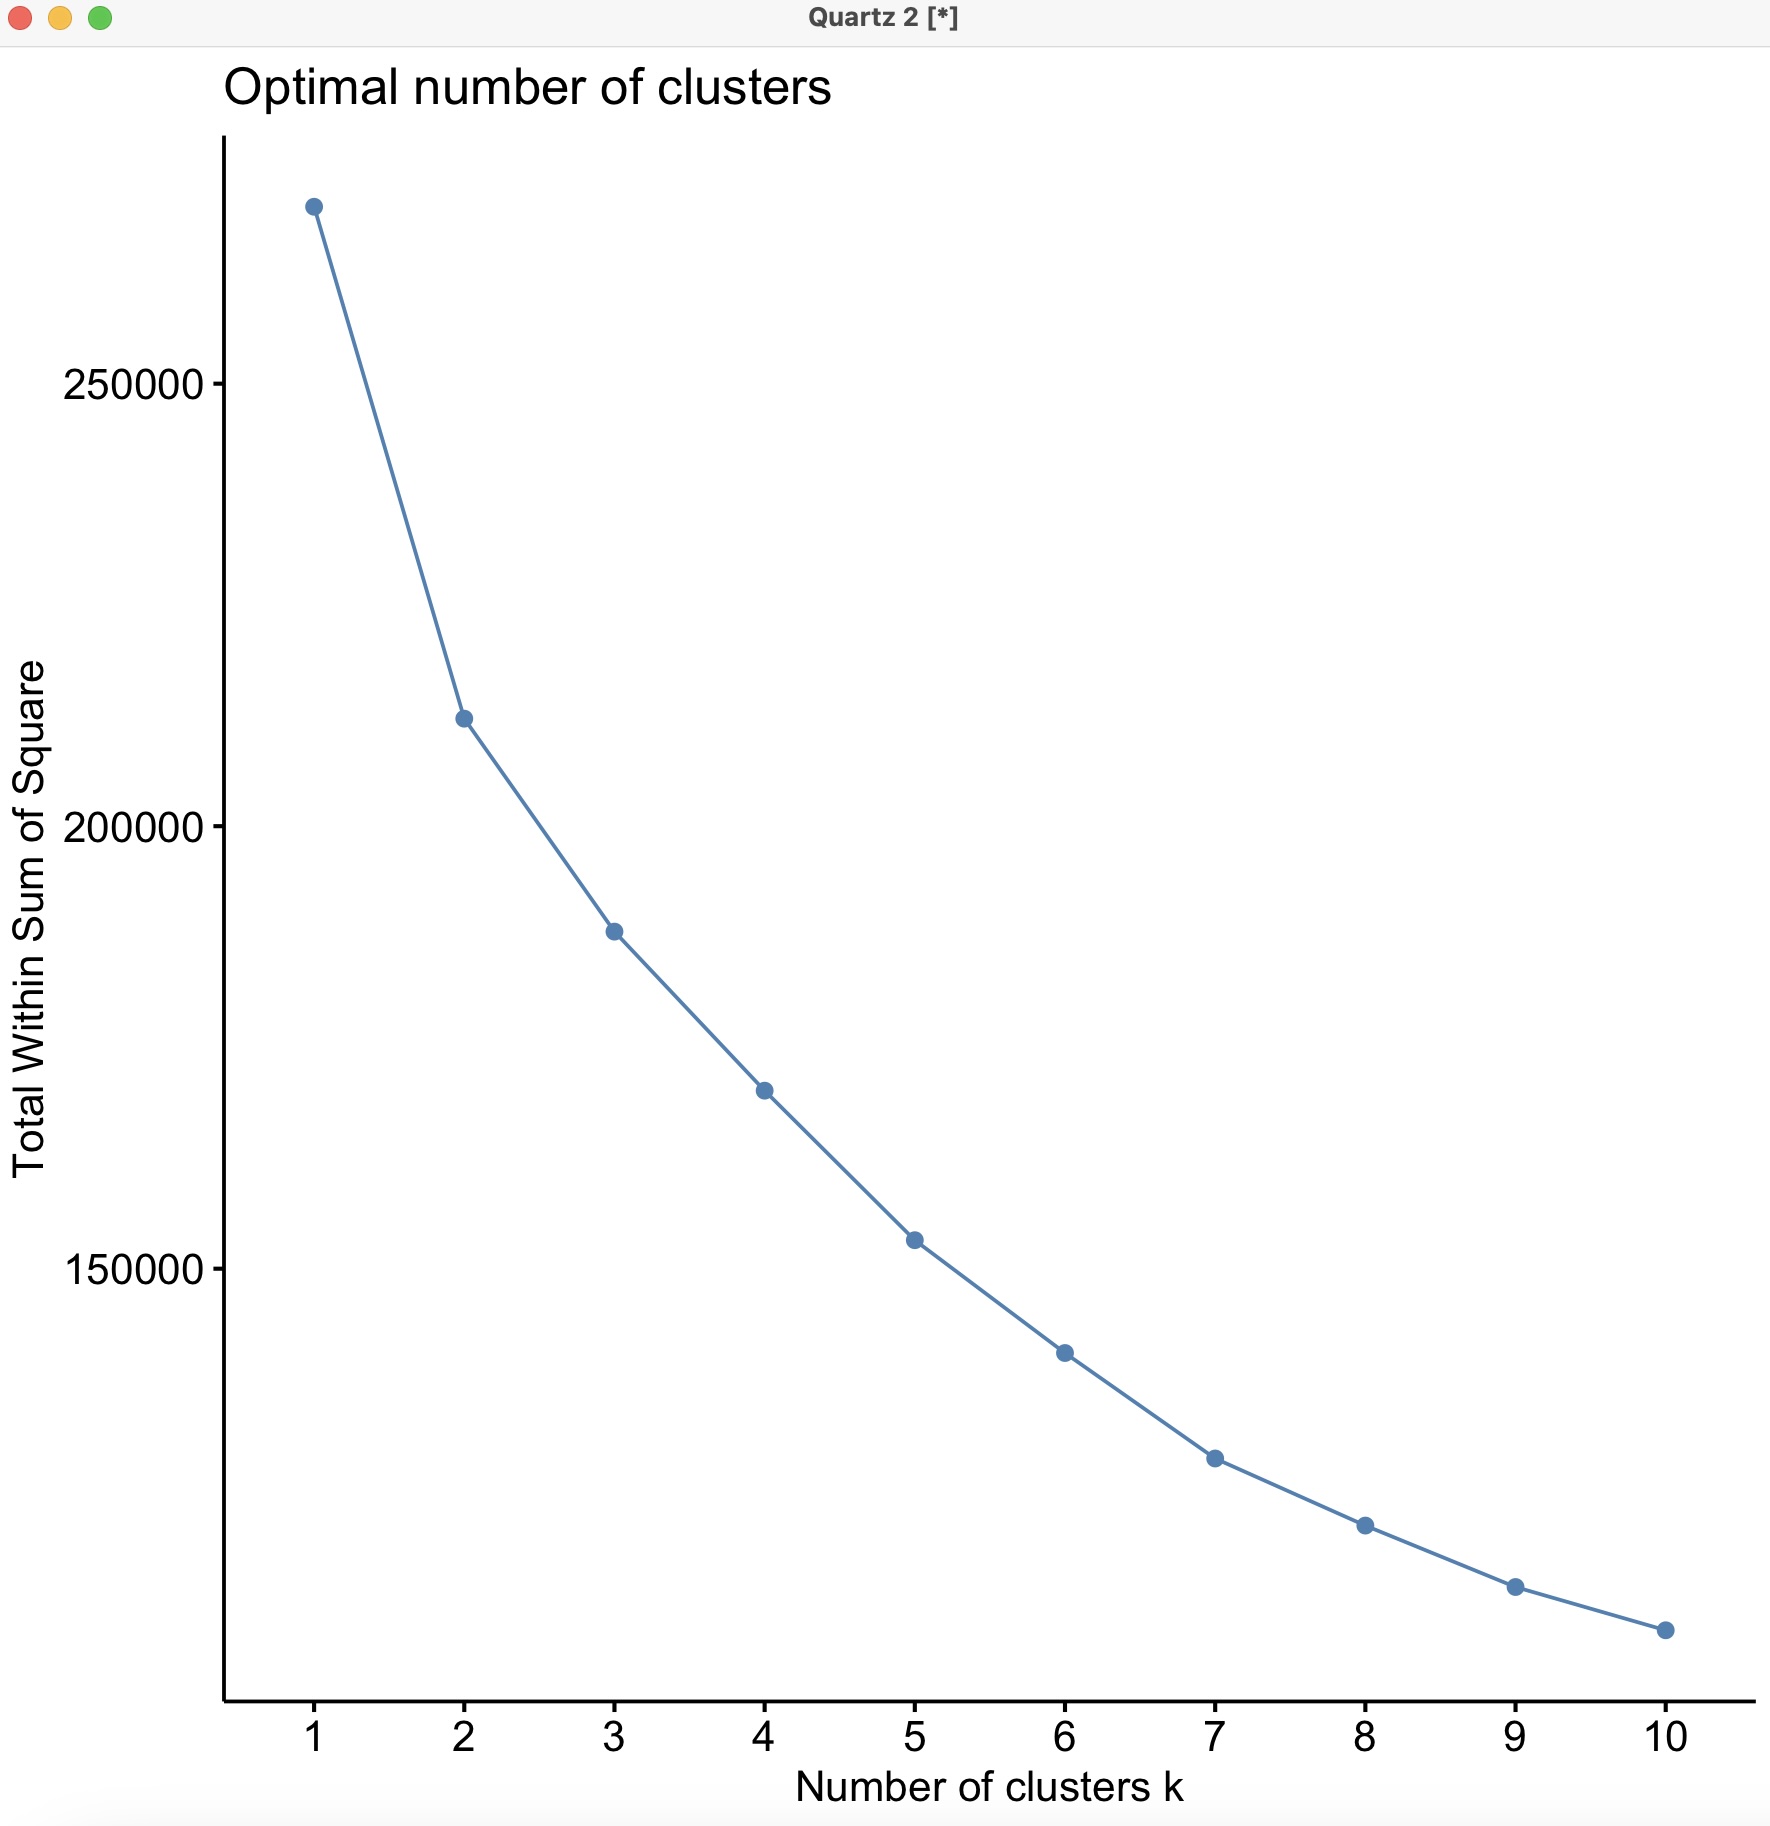 Quartz 2 [*]
Optimal number of clusters
250000
200000
150000
Total Within Sum of Square
1 2 3 4 5 6 7 8 9 10
Number of clusters k